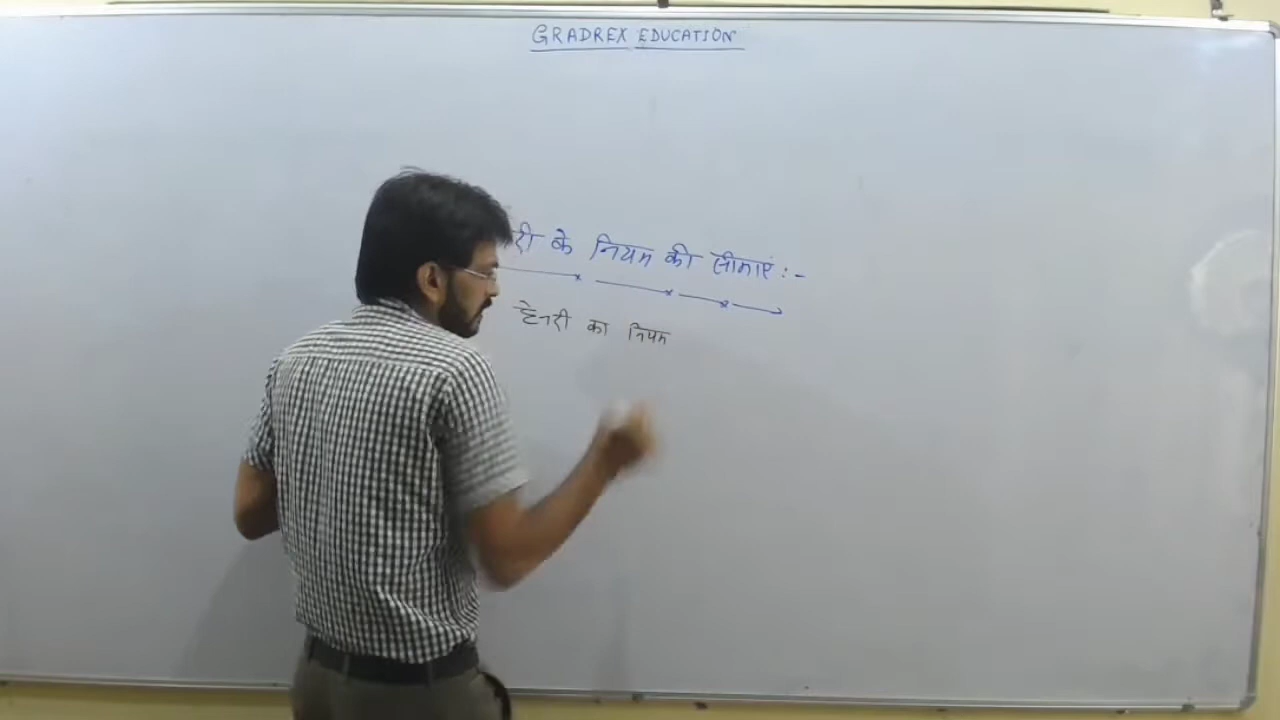 GRADREX EDUCATION
के नियम की सीमाएं :-
हेनरी का नियम